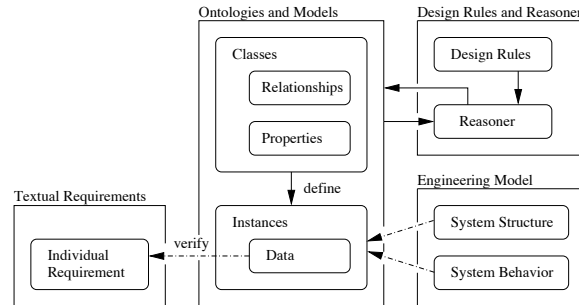 Ontologies and Models
Design Rules and Reasoner
Classes
Relationships
Properties
Design Rules
Reasoner
define
Textual Requirements
Individual
Requirement
verify
Instances
Data
Engineering Model
System Structure
System Behavior